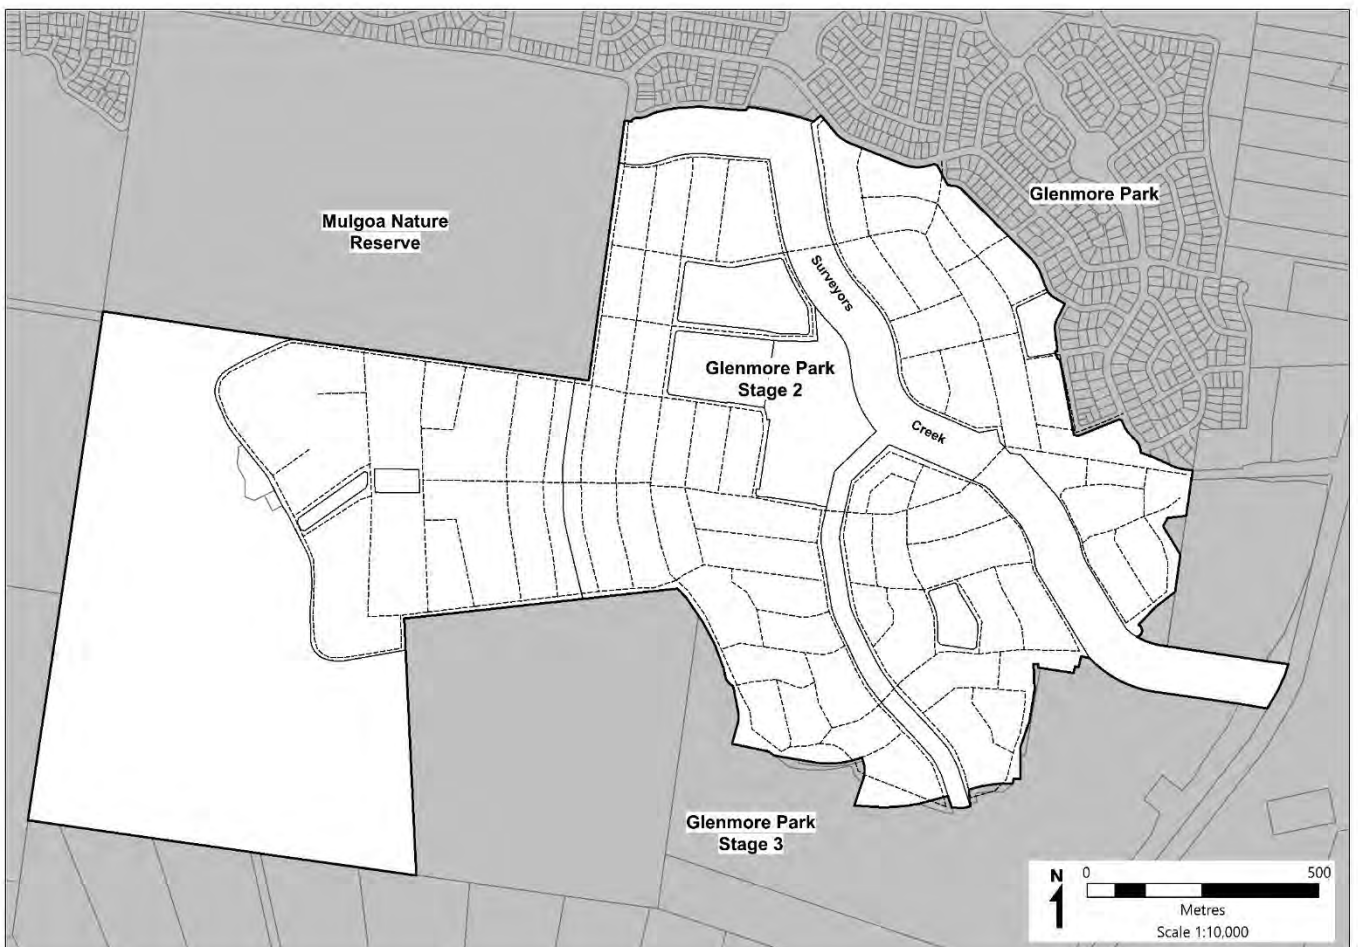 Glenmore Park
Mulgoa Nature
Reserve
Surveyors
Glenmore Park
Stage 2
Creek
Glenmore Park
Stage 3
N
0 500
Metres
Scale 1:10,000